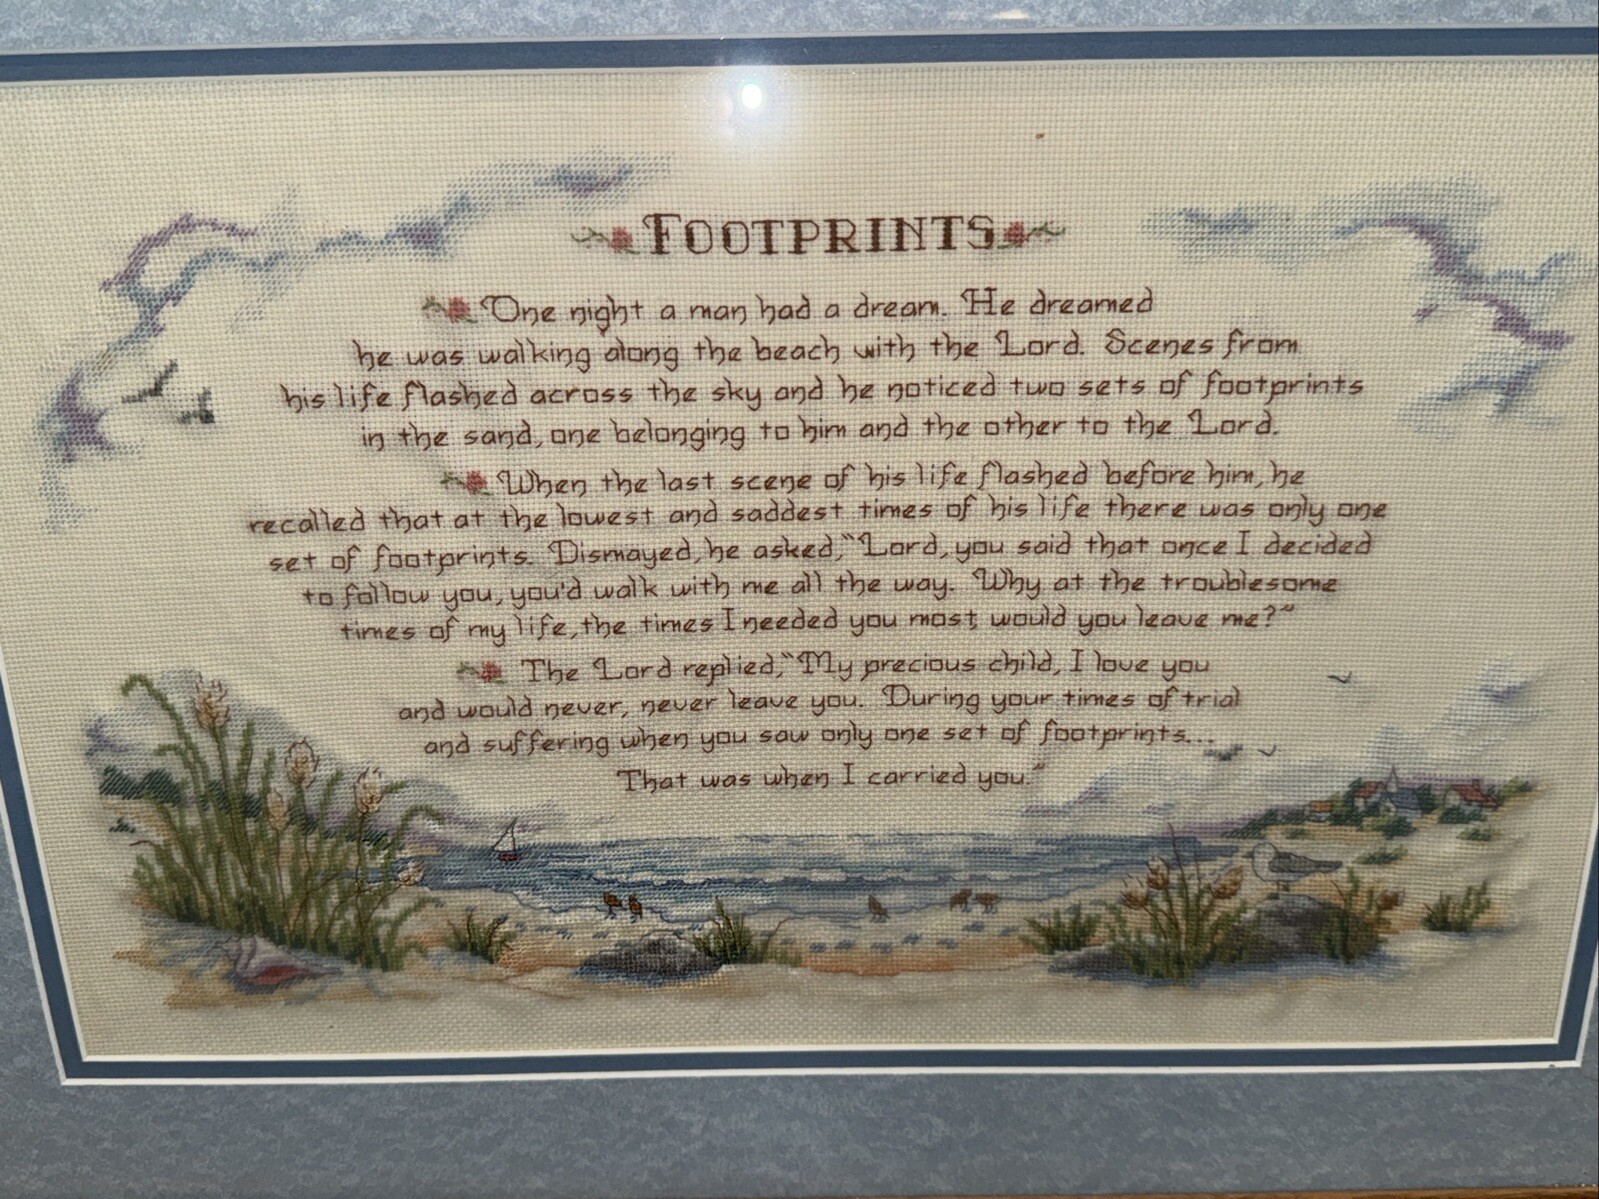 FOOTPRINTS
One night a man had a dream. He dreamed
he was walking along the beach with the Lord. Scenes from
his life flashed across the sky and he noticed two sets of footprints
in the sand, one belonging to him and the other to the Lord.
When the last scene of his life flashed before him, he
recalled that at the lowest and saddest times of his life there was only one
set of footprints. Dismayed, he asked, "Lord, you said that once I decided
to follow you, you'd walk with me all the way. Why at the troublesome
times of my life, the times I needed you most, would you leave me?"
The Lord replied, "My precious child, I love you
and would never, never leave you. During your times of trial
and suffering when you saw only one set of footprints...
That was when I carried you."